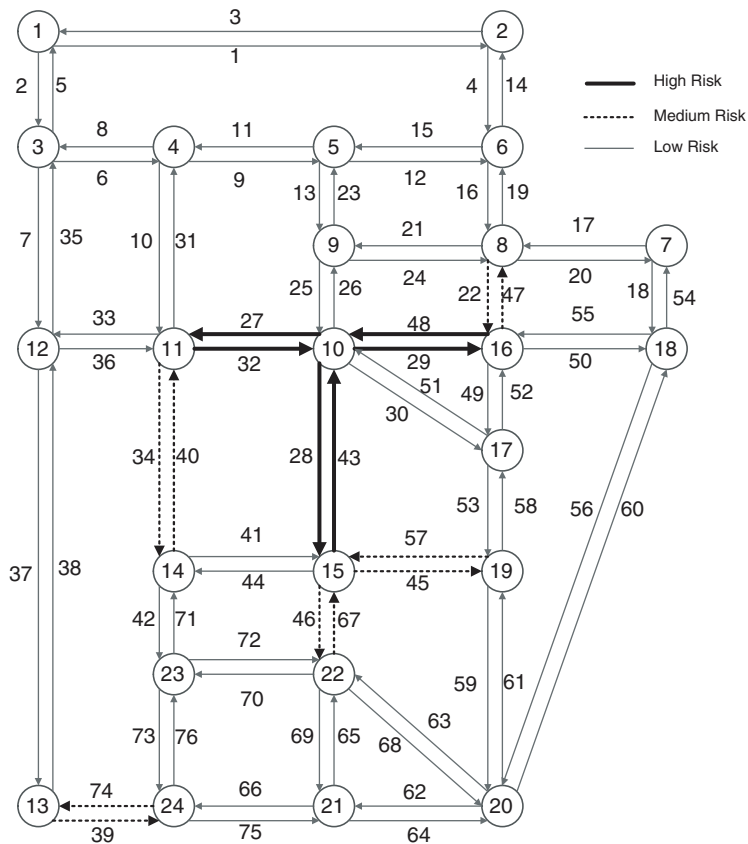 3
1 2
1
2 5 4 14 High Risk
Medium Risk
8 11 15 Low Risk
3 4 5 6
6 9 12
13 23 16 19
7 35 10 31 21 17
9 8 7
24 20
25 26 22 47 18 54
33 27 48 55
12 11 10 16 18
36 32 29 50
51 49 52
30
17
34 40 28 43 53 58 56 60
41 57
37 38 14 15 19
44 45
42 71 46 67
72
23 22
70 59 61
73 76 69 65 63
68
74 66 62
13 24 21 20
39 75 64